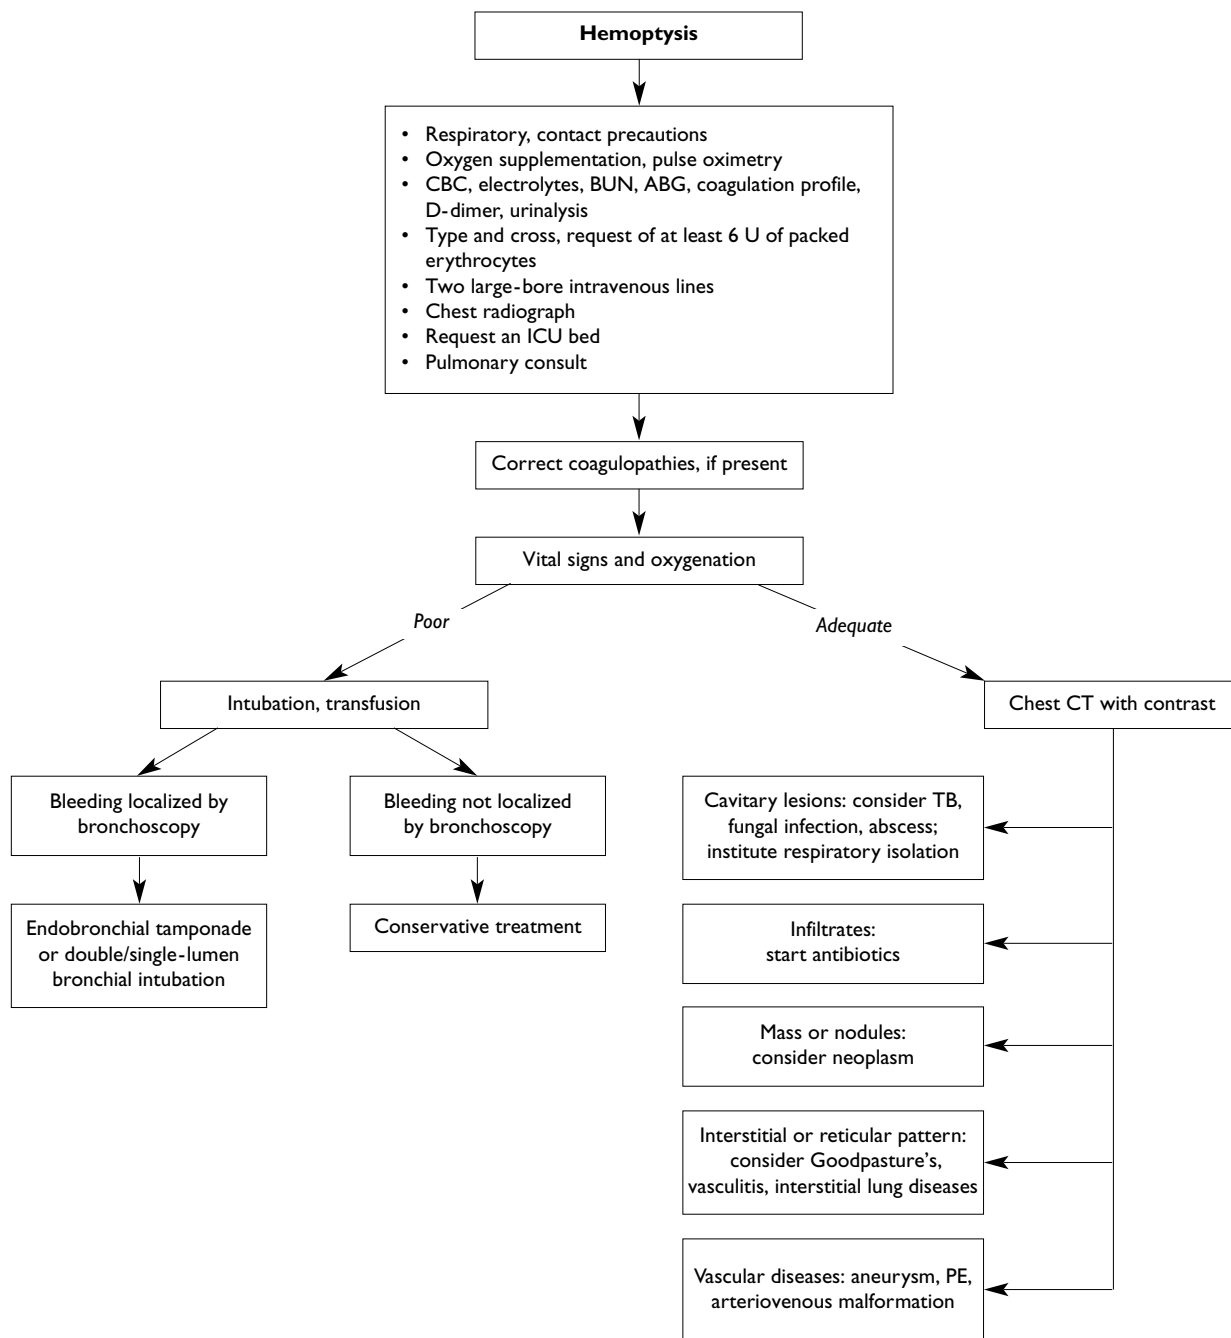 Hemoptysis
• Respiratory, contact precautions
• Oxygen supplementation, pulse oximetry
• CBC, electrolytes, BUN, ABG, coagulation profile,
D-dimer, urinalysis
• Type and cross, request of at least 6 U of packed
erythrocytes
• Two large-bore intravenous lines
• Chest radiograph
• Request an ICU bed
• Pulmonary consult
Correct coagulopathies, if present
Vital signs and oxygenation
Poor
Adequate
Intubation, transfusion
Chest CT with contrast
Bleeding localized by
bronchoscopy
Bleeding not localized
by bronchoscopy
Endobronchial tamponade
or double/single-lumen
bronchial intubation
Conservative treatment
Cavitary lesions: consider TB,
fungal infection, abscess;
institute respiratory isolation
Infiltrates:
start antibiotics
Mass or nodules:
consider neoplasm
Interstitial or reticular pattern:
consider Goodpasture's,
vasculitis, interstitial lung diseases
Vascular diseases: aneurysm, PE,
arteriovenous malformation